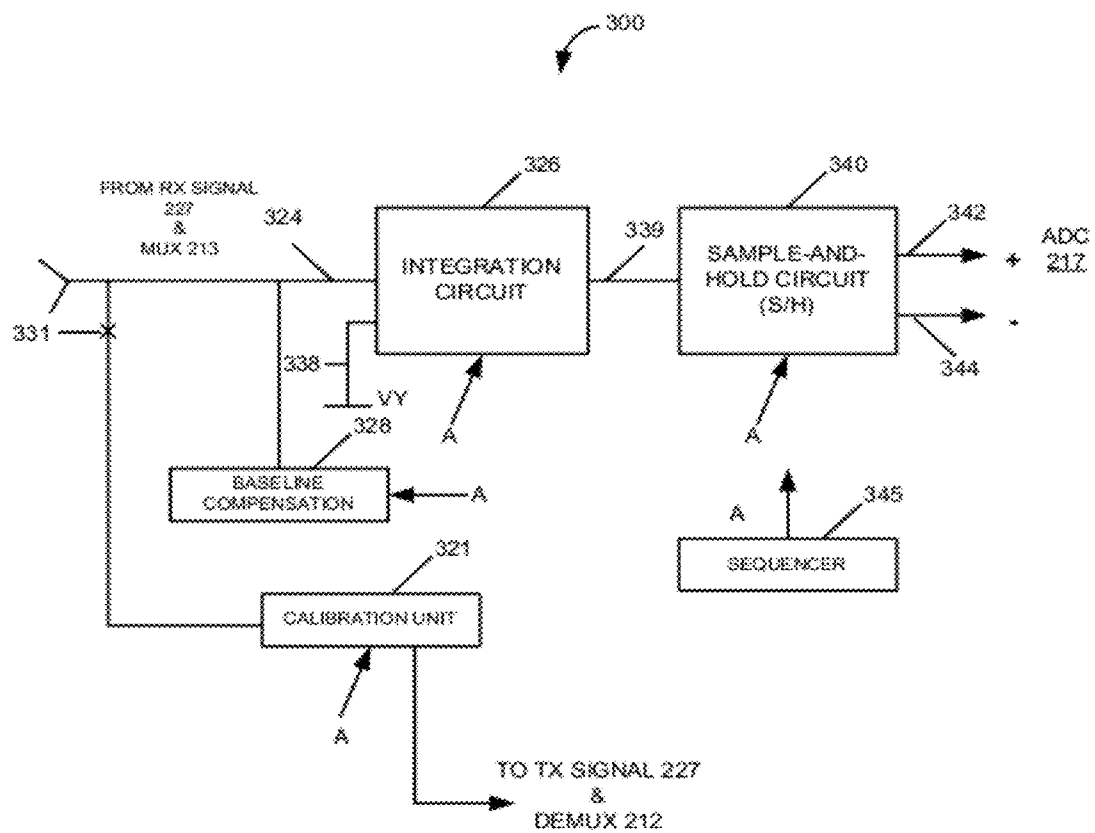 300
326
340
FROM RX SIGNAL
227
&
MUX 213
324
339
342
ADC
217
INTEGRATION
CIRCUIT
SAMPLE-AND-
HOLD CIRCUIT
(S/H)
+
-
331
338
344
VY
A
A
328
BASELINE
COMPENSATION
A
A
345
SEQUENCER
321
CALIBRATION UNIT
A
TO TX SIGNAL 227
&
DEMUX 212